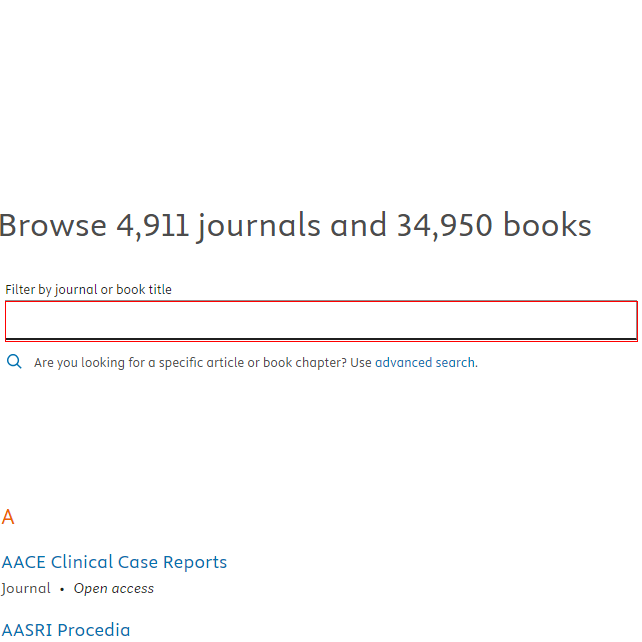 Browse 4,911 journals and 34,950 books
Filter by journal or book title
Are you looking for a specific article or book chapter? Use advanced search.
A
AACE Clinical Case Reports
Journal • Open access
AASRI Procedia